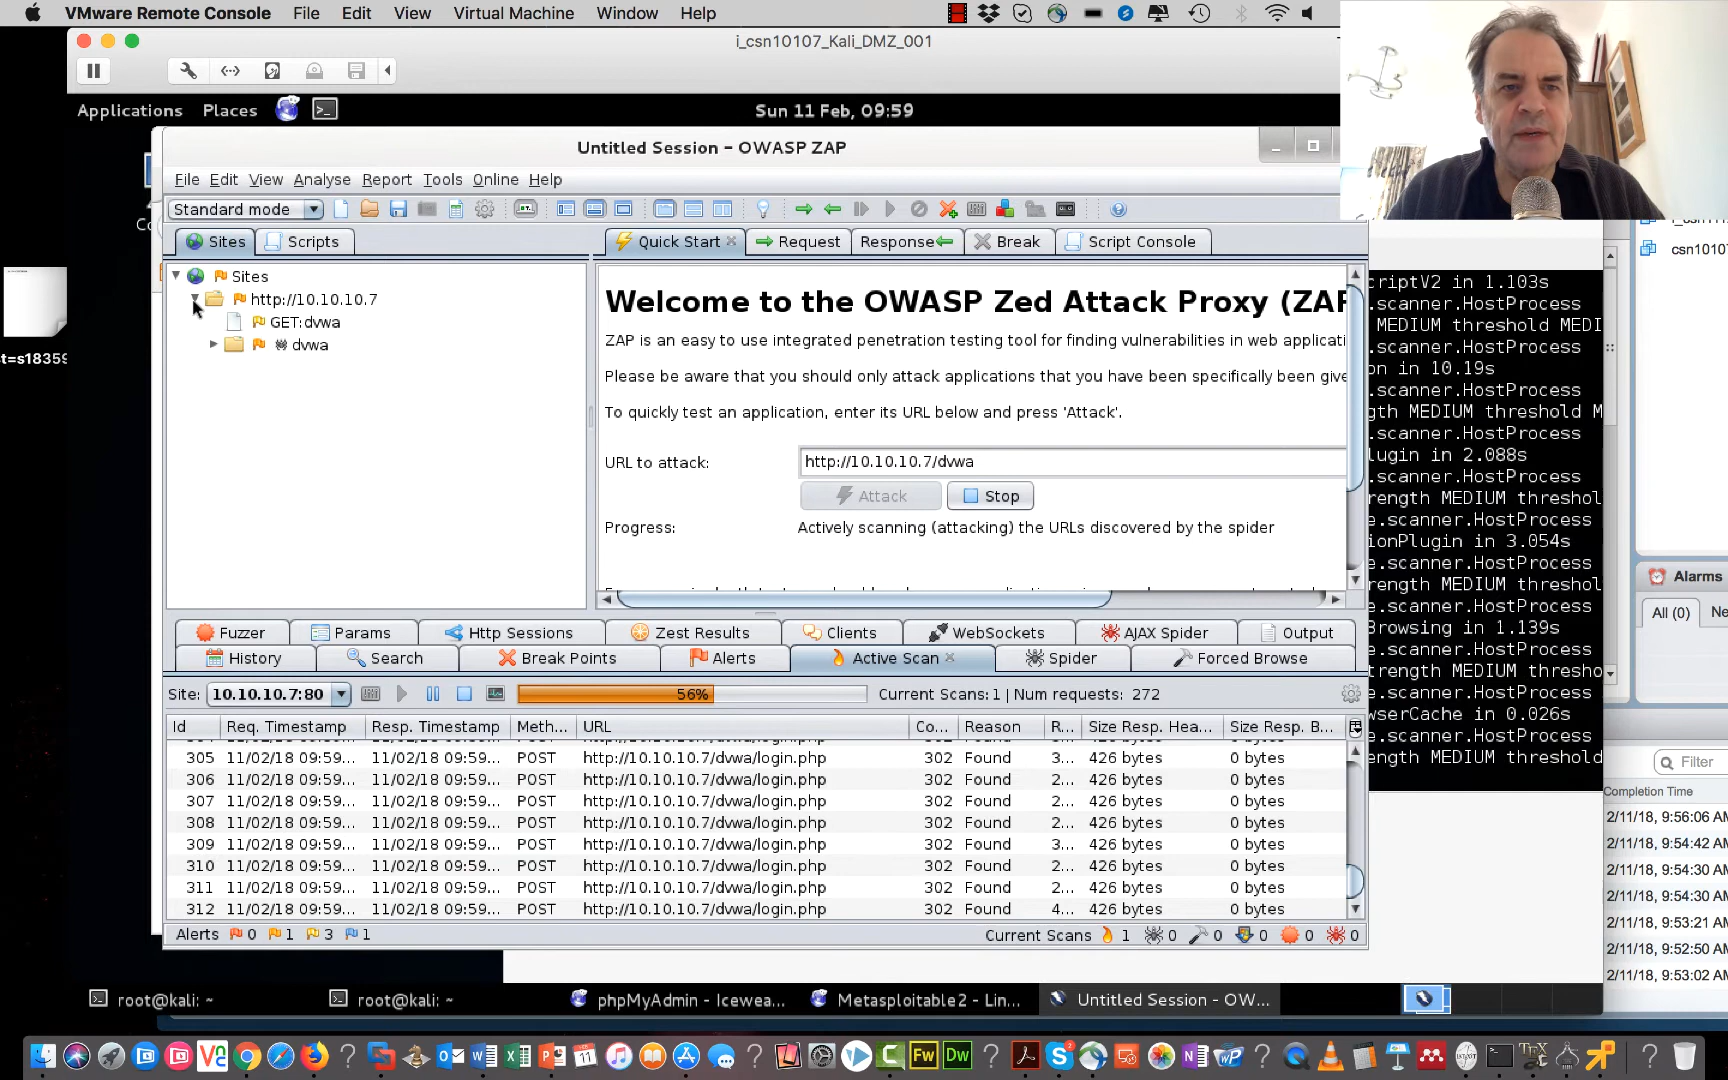 VMware Remote Console File Edit View Virtual Machine Window Help
i_csn10107_Kali_DMZ_001
Applications Places
Sun 11 Feb, 09:59
Untitled Session - OWASP ZAP
File Edit View Analyse Report Tools Online Help
Standard mode
Sites Scripts
Quick Start Request Response Break Script Console
Sites
http://10.10.10.7
GET:dvwa
dvwa
t=s18359
Welcome to the OWASP Zed Attack Proxy (ZAP
ZAP is an easy to use integrated penetration testing tool for finding vulnerabilities in web applicati
Please be aware that you should only attack applications that you have been specifically been give
To quickly test an application, enter its URL below and press 'Attack'.
URL to attack: http://10.10.10.7/dvwa
Attack Stop
Progress: Actively scanning (attacking) the URLs discovered by the spider
csn10107
riptV2 in 1.103s
.scanner.HostProcess
MEDIUM threshold MEDI
.scanner.HostProcess
on in 10.19s
.scanner.HostProcess
gth MEDIUM threshold M
.scanner.HostProcess
lugin in 2.088s
.scanner.HostProcess
rength MEDIUM threshol
e.scanner.HostProcess
ionPlugin in 3.054s
e.scanner.HostProcess
rength MEDIUM threshol
e.scanner.HostProcess
Browsing in 1.139s
e.scanner.HostProcess
trength MEDIUM thresho
e.scanner.HostProcess
wserCache in 0.026s
e.scanner.HostProcess
ength MEDIUM threshold
Alarms
All (0) Ne
Filter
Completion Time
2/11/18, 9:56:06 AM
2/11/18, 9:54:42 AM
2/11/18, 9:54:30 AM
2/11/18, 9:54:30 AM
2/11/18, 9:53:21 AM
2/11/18, 9:52:50 AM
2/11/18, 9:53:02 AM
Fuzzer Params Http Sessions Zest Results Clients WebSockets AJAX Spider Output
History Search Break Points Alerts Active Scan Spider Forced Browse
Site: 10.10.10.7:80 56% Current Scans: 1 | Num requests: 272
Id Req. Timestamp Resp. Timestamp Meth... URL Co... Reason R... Size Resp. Hea... Size Resp. B...
305 11/02/18 09:59... 11/02/18 09:59... POST http://10.10.10.7/dvwa/login.php 302 Found 3... 426 bytes 0 bytes
306 11/02/18 09:59... 11/02/18 09:59... POST http://10.10.10.7/dvwa/login.php 302 Found 2... 426 bytes 0 bytes
307 11/02/18 09:59... 11/02/18 09:59... POST http://10.10.10.7/dvwa/login.php 302 Found 2... 426 bytes 0 bytes
308 11/02/18 09:59... 11/02/18 09:59... POST http://10.10.10.7/dvwa/login.php 302 Found 2... 426 bytes 0 bytes
309 11/02/18 09:59... 11/02/18 09:59... POST http://10.10.10.7/dvwa/login.php 302 Found 3... 426 bytes 0 bytes
310 11/02/18 09:59... 11/02/18 09:59... POST http://10.10.10.7/dvwa/login.php 302 Found 2... 426 bytes 0 bytes
311 11/02/18 09:59... 11/02/18 09:59... POST http://10.10.10.7/dvwa/login.php 302 Found 2... 426 bytes 0 bytes
312 11/02/18 09:59... 11/02/18 09:59... POST http://10.10.10.7/dvwa/login.php 302 Found 4... 426 bytes 0 bytes
Alerts 0 1 3 1 Current Scans 1 0 0 0 0 0
root@kali: ~ root@kali: ~ phpMyAdmin - Icewea... Metasploitable2 - Lin... Untitled Session - OW...